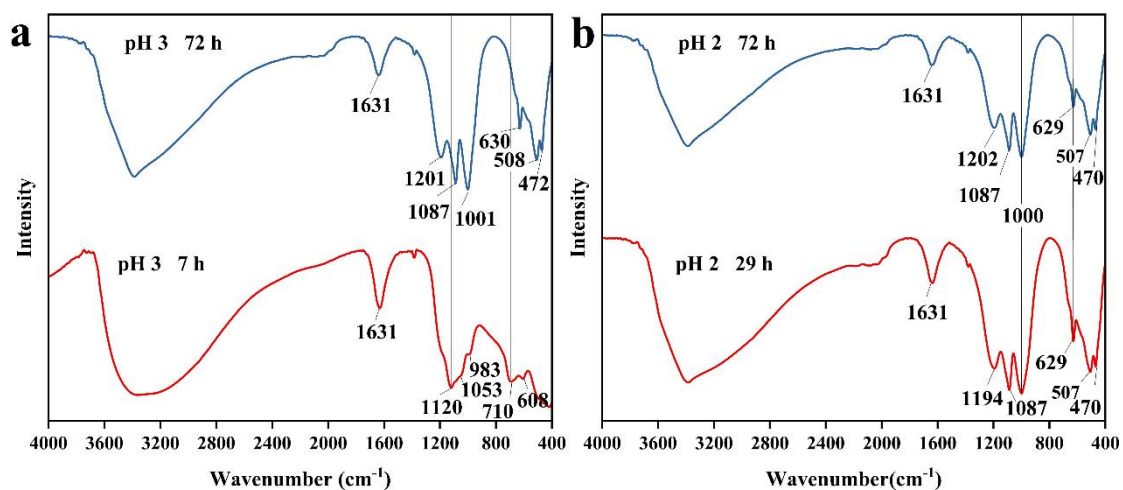 a
pH 3 72 h
1631
1201
1087
1001
630
508
472
pH 3 7 h
1631
1120
1053
983
710
608
Intensity
4000 3600 3200 2800 2400 2000 1600 1200 800 400
Wavenumber (cm⁻¹)
b
pH 2 72 h
1631
1202
1087
1000
629
507
470
pH 2 29 h
1631
1194
1087
629
507
470
Intensity
4000 3600 3200 2800 2400 2000 1600 1200 800 400
Wavenumber (cm⁻¹)